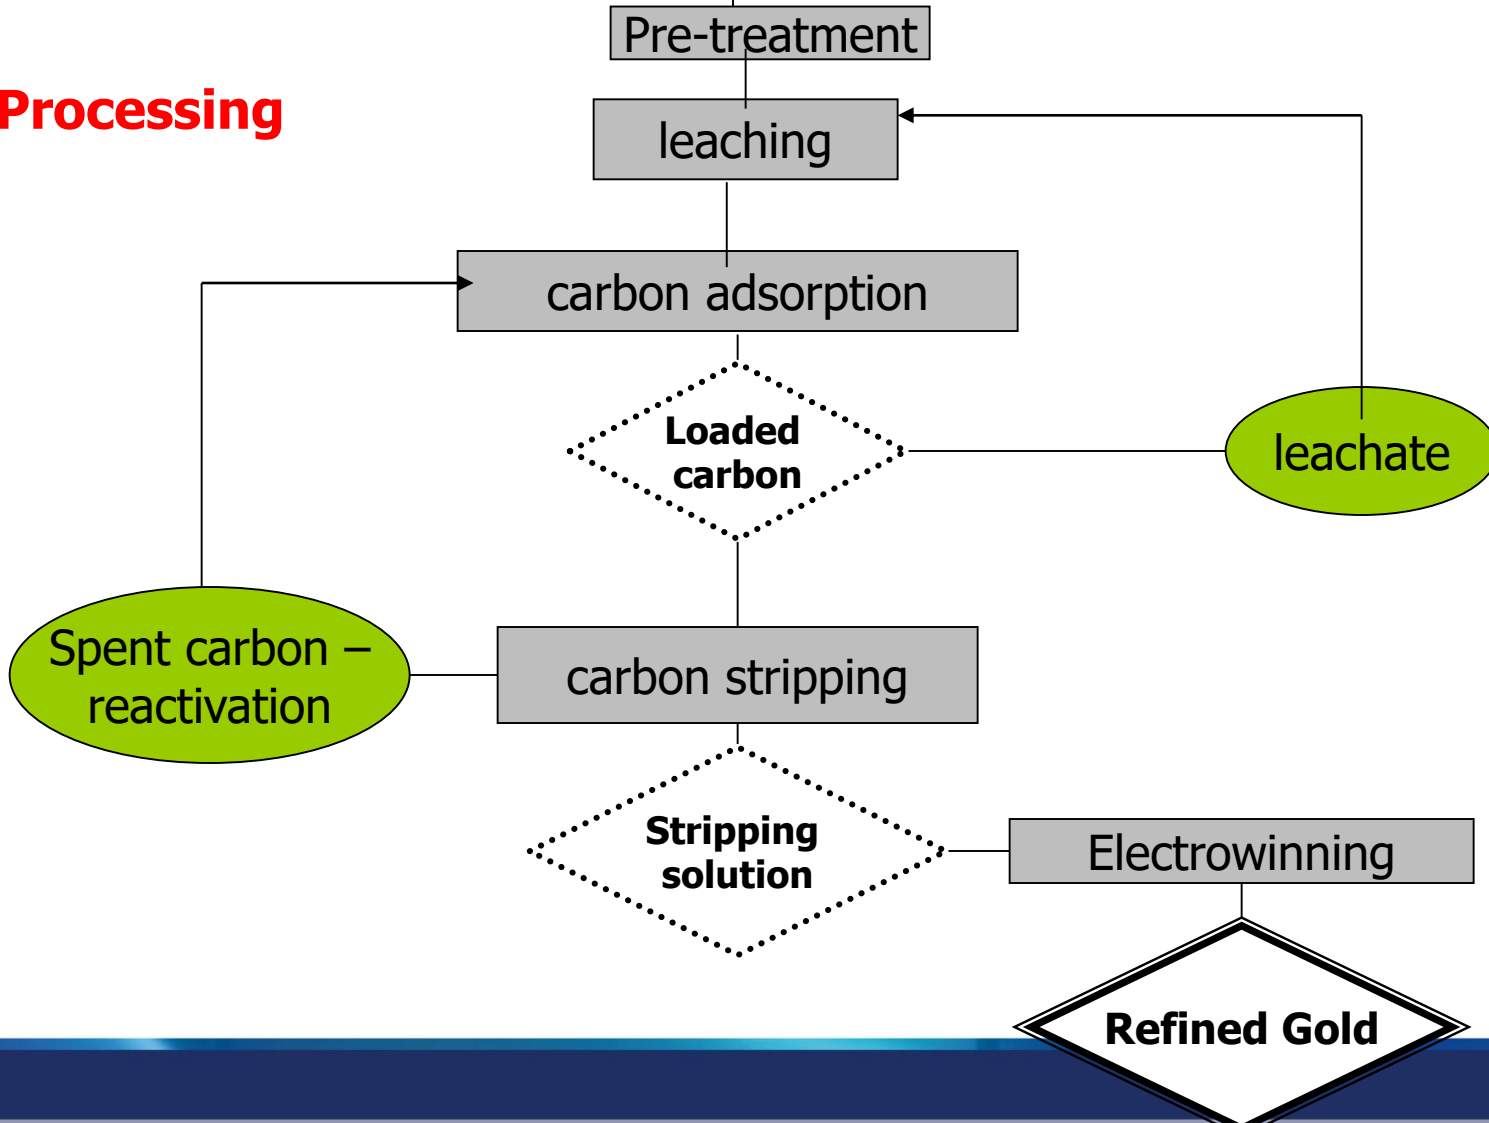 Pre-treatment
Processing
leaching
carbon adsorption
Loaded
carbon
leachate
Spent carbon –
reactivation
carbon stripping
Stripping
solution
Electrowinning
Refined Gold